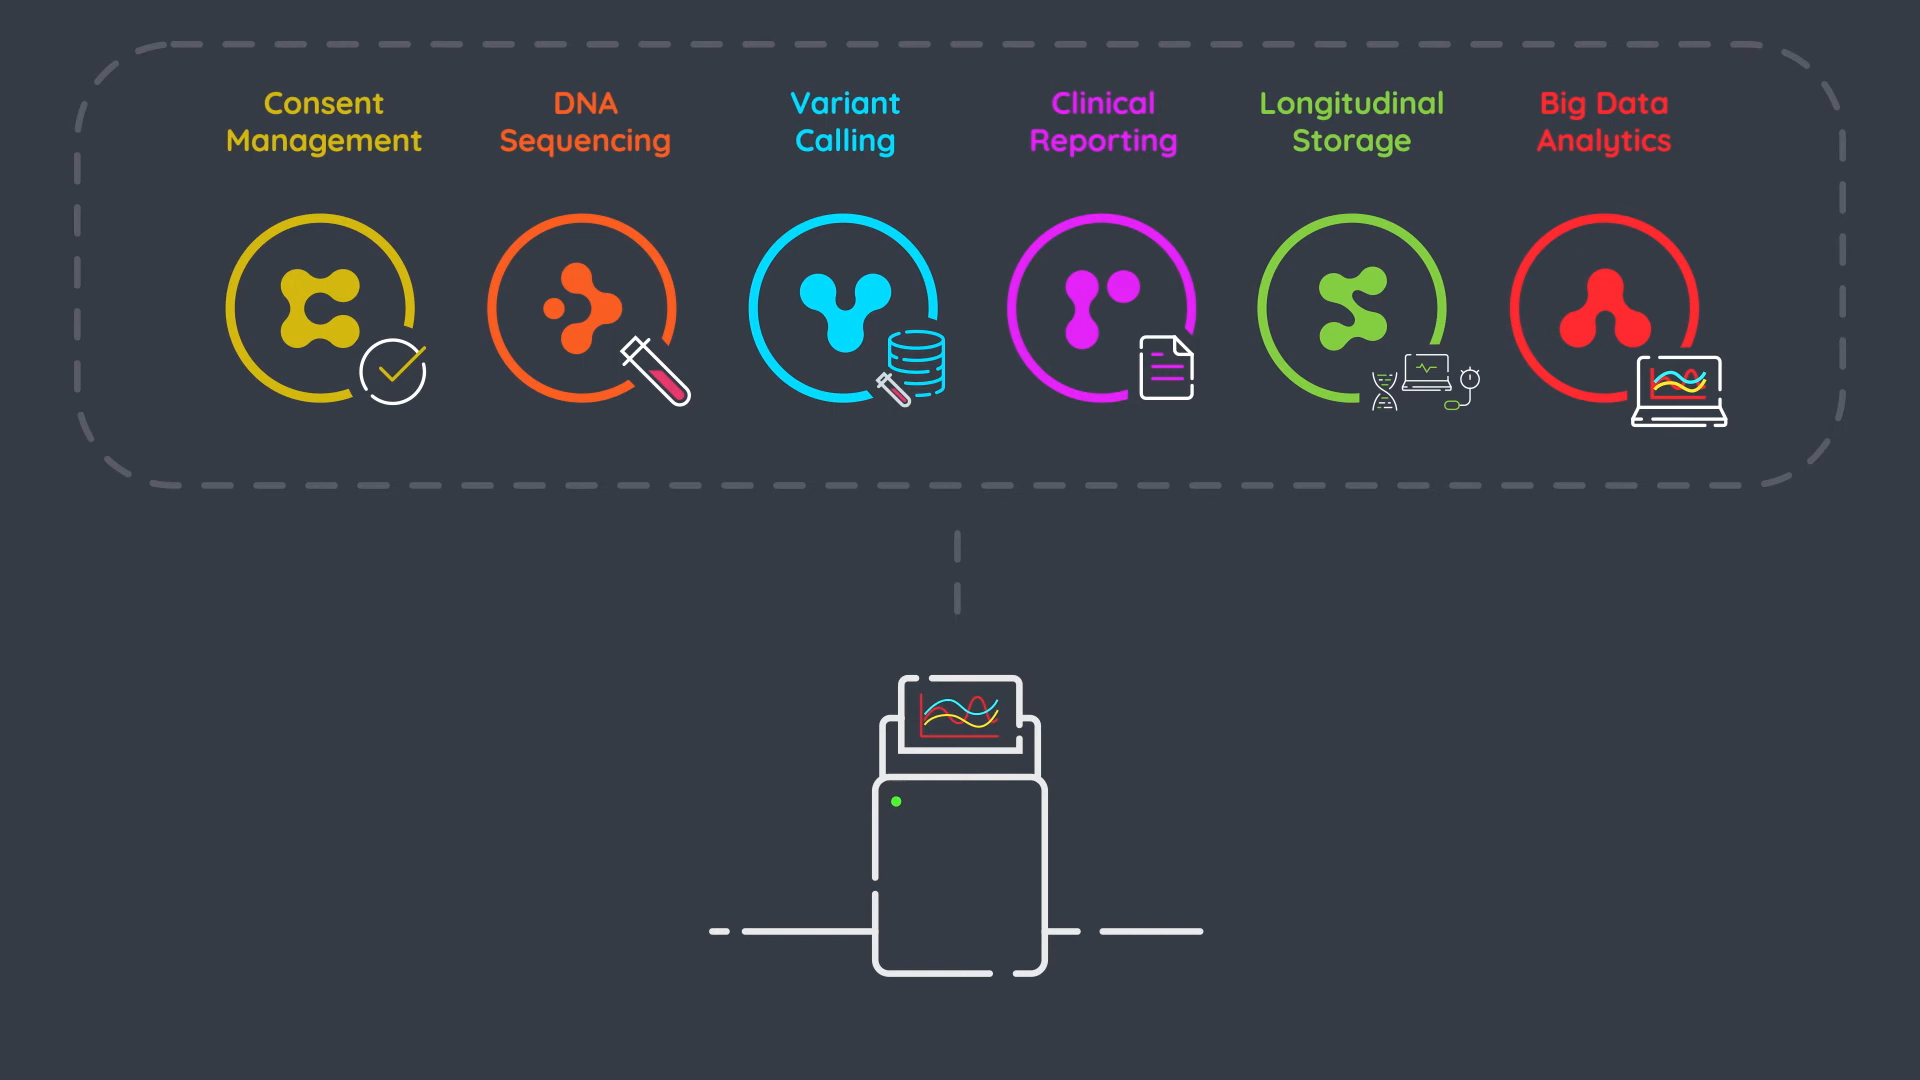 Consent
Management
DNA
Sequencing
Variant
Calling
Clinical
Reporting
Longitudinal
Storage
Big Data
Analytics